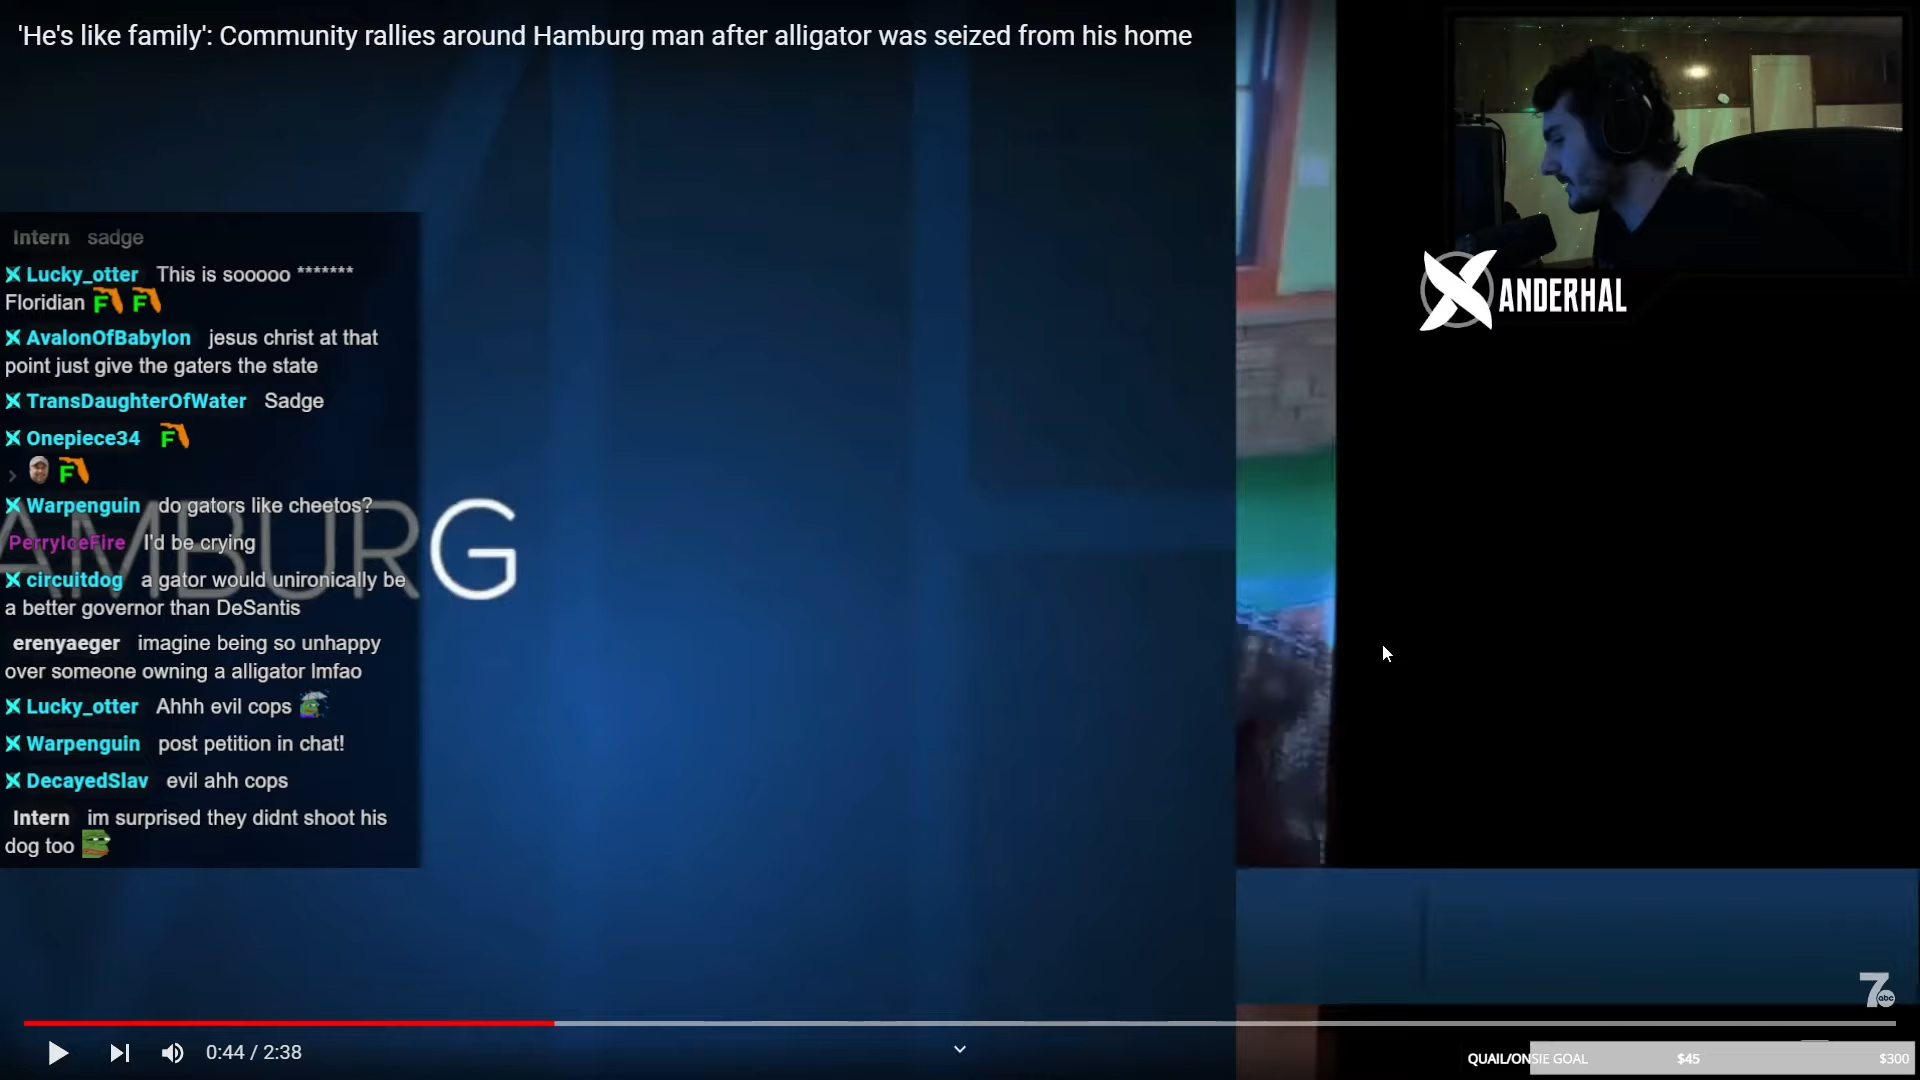 'He's like family': Community rallies around Hamburg man after alligator was seized from his home
ANDERHAL
Intern sadge
Lucky_otter This is sooooo *******
Floridian F F
AvalonOfBabylon jesus christ at that
point just give the gaters the state
TransDaughterOfWater Sadge
Onepiece34 F
F
Warpenguin do gators like cheetos?
AMBURG
PerryIceFire I'd be crying
circuitdog a gator would unironically be
a better governor than DeSantis
erenyaeger imagine being so unhappy
over someone owning a alligator lmfao
Lucky_otter Ahhh evil cops
Warpenguin post petition in chat!
DecayedSlav evil ahh cops
Intern im surprised they didnt shoot his
dog too
7 abc
0:44 / 2:38
QUAIL/ONSIE GOAL $45 $300